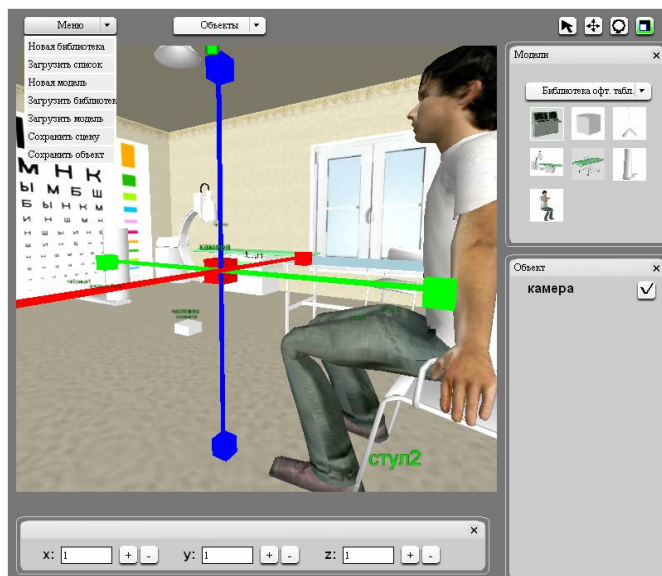 Меню
Объекты
Новая библиотека
Загрузить список
Новая модель
Загрузить библиотек
Загрузить модель
Сохранить сцену
Сохранить объект
М Н К
Ы М Б Ш
Б Ы Н К М
камера
человек
стул2
Модели
Библиотека офт. табл.
Объект
камера
x: 1 + -
y: 1 + -
z: 1 + -